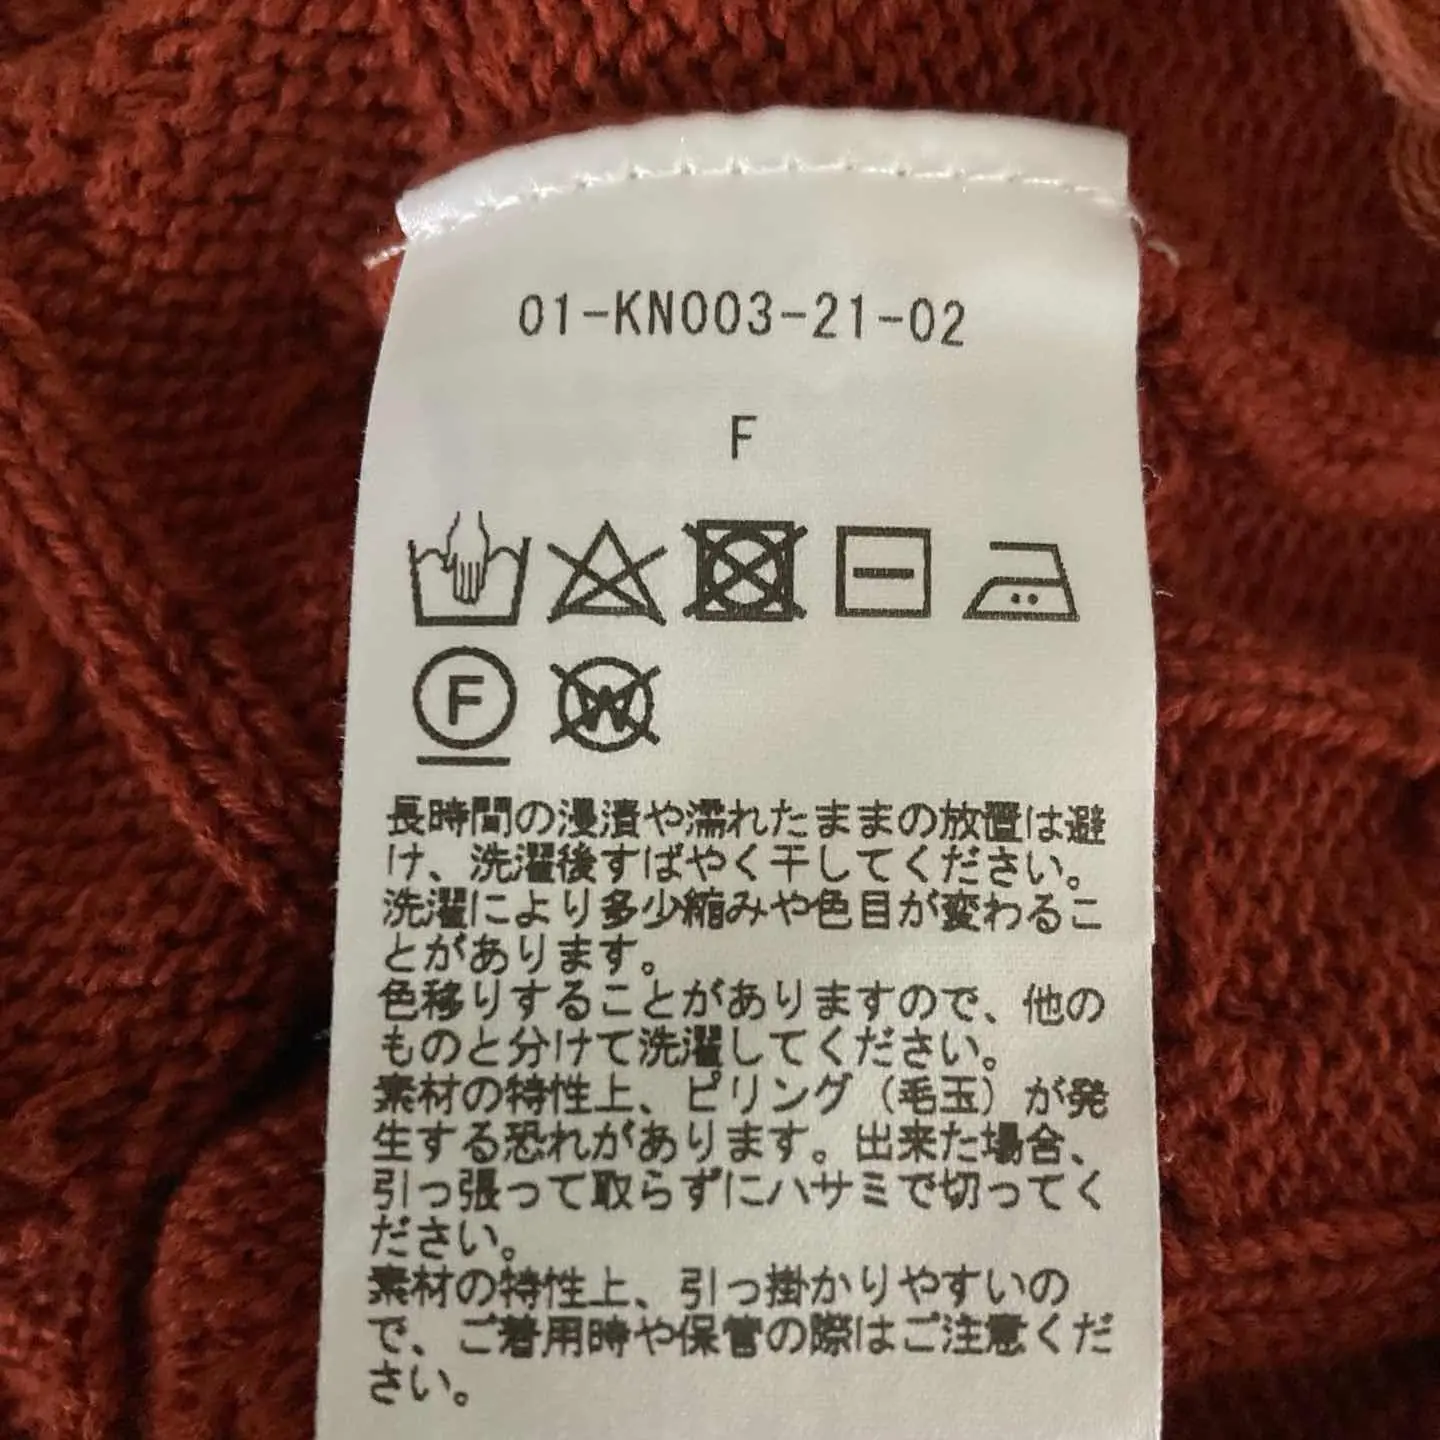 01-KN003-21-02
F
F
W
長時間の浸漬や濡れたままの放置は避
け、洗濯後すばやく干してください。
洗濯により多少縮みや色目が変わるこ
とがあります。
色移りすることがありますので、他の
ものと分けて洗濯してください。
素材の特性上、ピリング（毛玉）が発
生する恐れがあります。出来た場合、
引っ張って取らずにハサミで切ってく
ださい。
素材の特性上、引っ掛かりやすいの
で、ご着用時や保管の際はご注意くだ
さい。